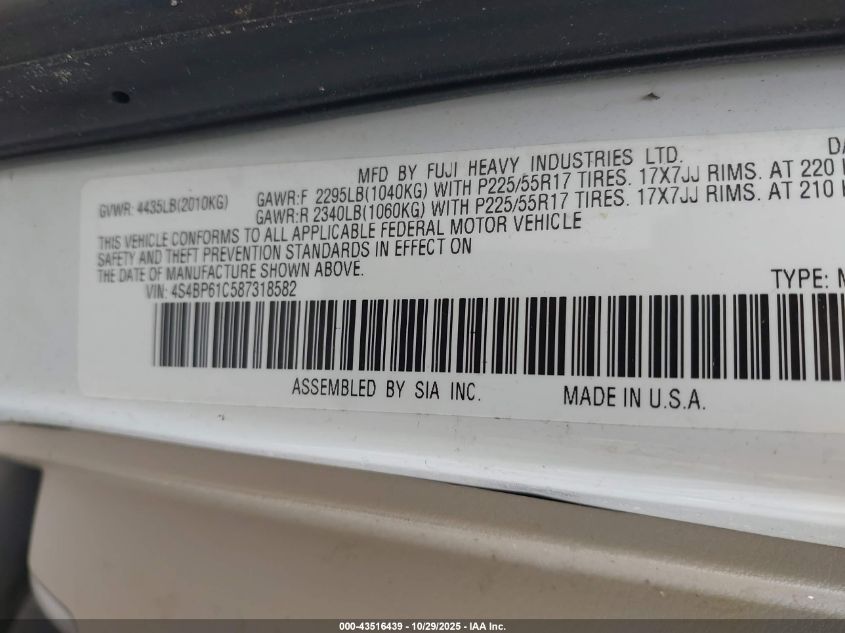 MFD BY FUJI HEAVY INDUSTRIES LTD. DA
GVWR: 4435LB(2010KG) GAWR:F 2295LB(1040KG) WITH P225/55R17 TIRES. 17X7JJ RIMS. AT 220 K
GAWR:R 2340LB(1060KG) WITH P225/55R17 TIRES. 17X7JJ RIMS. AT 210 K
THIS VEHICLE CONFORMS TO ALL APPLICABLE FEDERAL MOTOR VEHICLE
SAFETY AND THEFT PREVENTION STANDARDS IN EFFECT ON
THE DATE OF MANUFACTURE SHOWN ABOVE.
VIN: 4S4BP61C587318582 TYPE: M
ASSEMBLED BY SIA INC. MADE IN U.S.A.
000-43516439 • 10/29/2025 • IAA Inc.